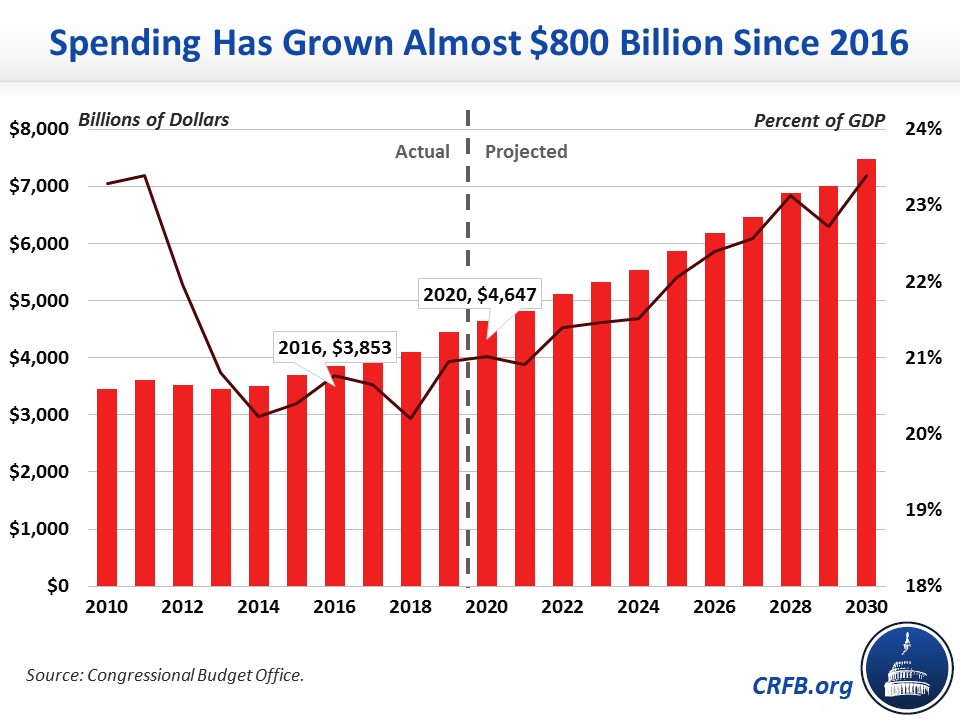 Spending Has Grown Almost $800 Billion Since 2016
Billions of Dollars
Percent of GDP
Actual
Projected
$8,000
$7,000
$6,000
$5,000
$4,000
$3,000
$2,000
$1,000
$0
24%
23%
22%
21%
20%
19%
18%
2016, $3,853
2020, $4,647
2010 2012 2014 2016 2018 2020 2022 2024 2026 2028 2030
Source: Congressional Budget Office.
CRFB.org